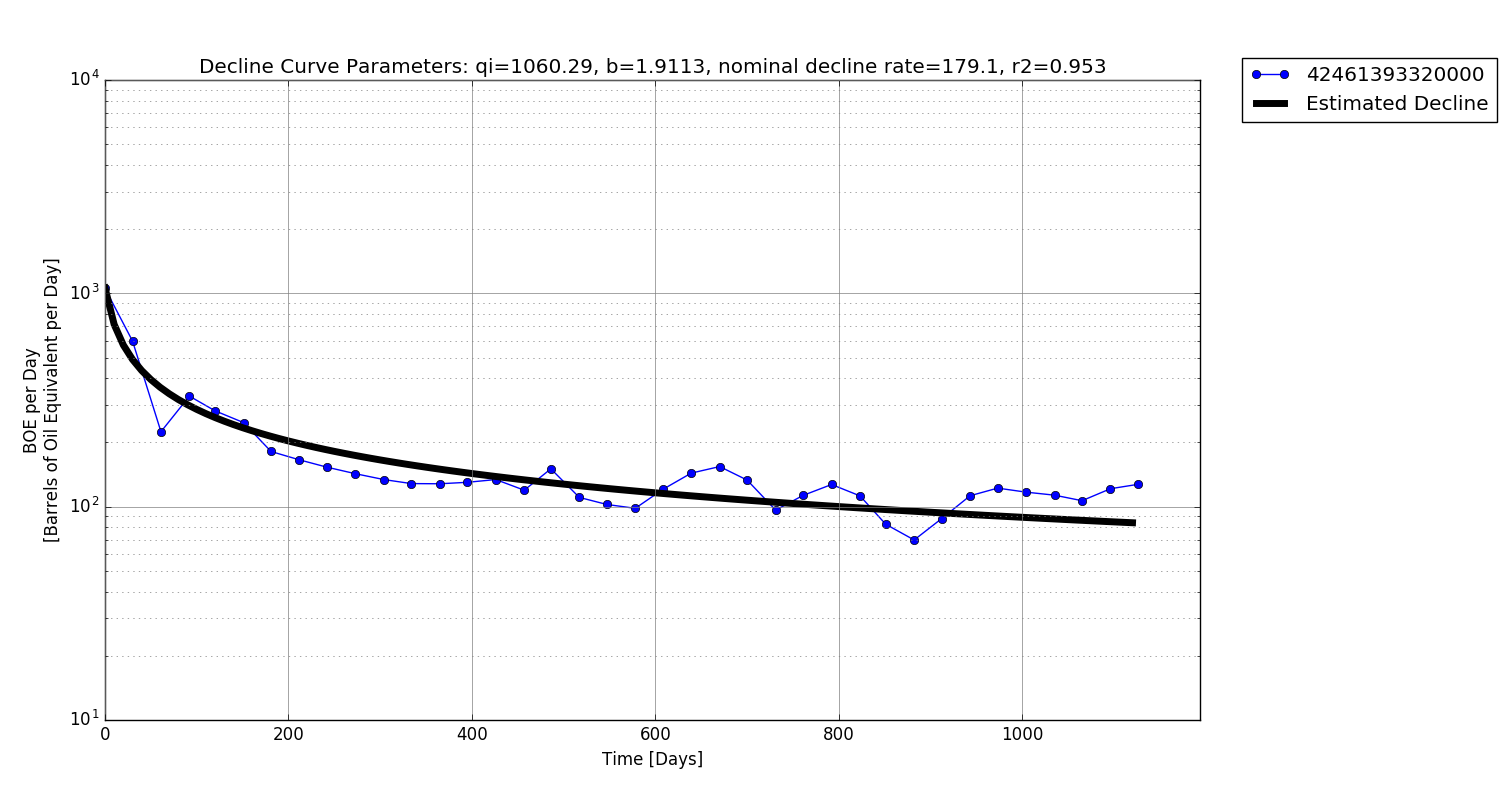 Decline Curve Parameters: qi=1060.29, b=1.9113, nominal decline rate=179.1, r2=0.953
42461393320000
Estimated Decline
10^4
10^3
10^2
10^1
BOE per Day
[Barrels of Oil Equivalent per Day]
0 200 400 600 800 1000
Time [Days]